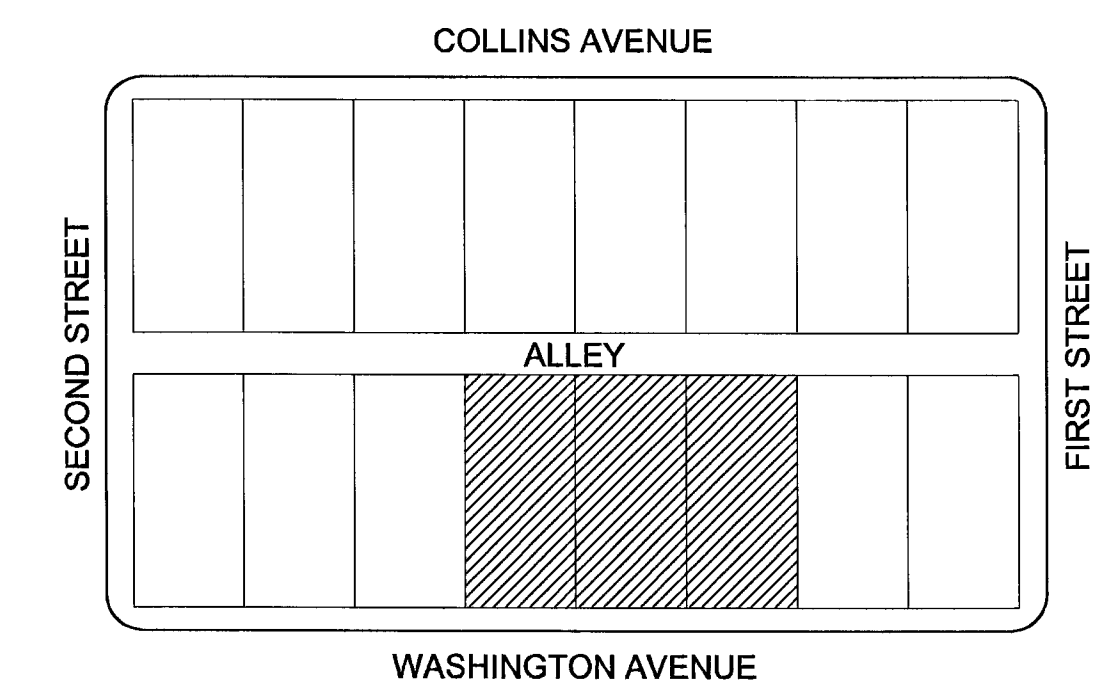 COLLINS AVENUE
SECOND STREET
ALLEY
FIRST STREET
WASHINGTON AVENUE